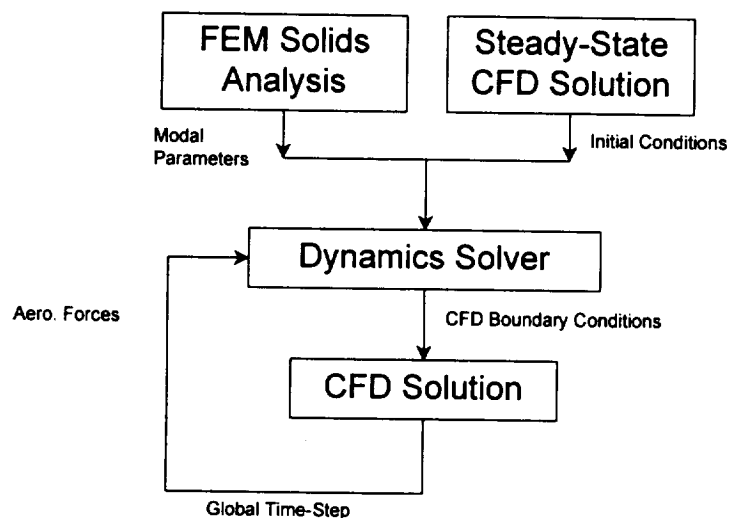 FEM Solids
Analysis
Steady-State
CFD Solution
Modal
Parameters
Initial Conditions
Dynamics Solver
Aero. Forces
CFD Boundary Conditions
CFD Solution
Global Time-Step